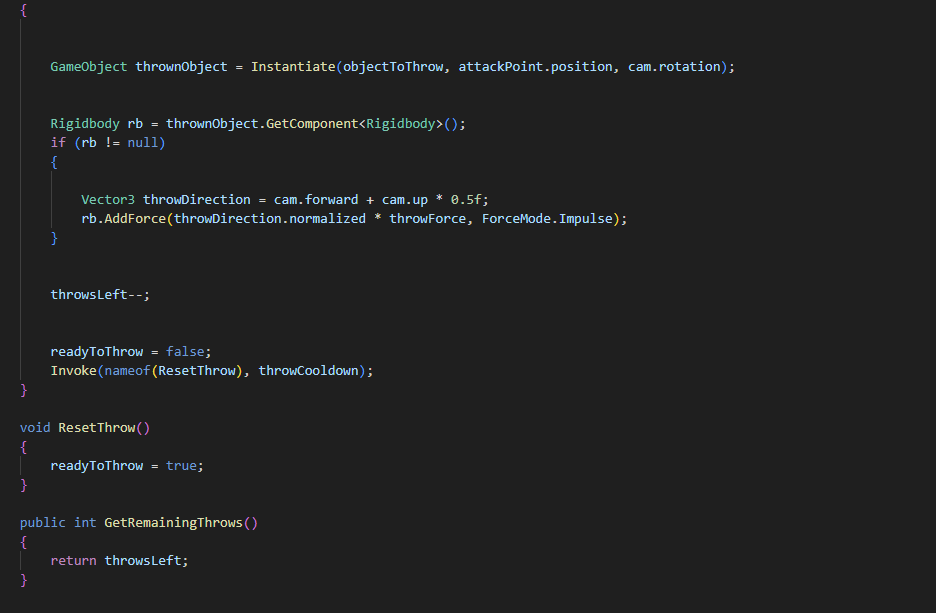 {
GameObject thrownObject = Instantiate(objectToThrow, attackPoint.position, cam.rotation);
Rigidbody rb = thrownObject.GetComponent<Rigidbody>();
if (rb != null)
{
Vector3 throwDirection = cam.forward + cam.up * 0.5f;
rb.AddForce(throwDirection.normalized * throwForce, ForceMode.Impulse);
}
throwsLeft--;
readyToThrow = false;
Invoke(nameof(ResetThrow), throwCooldown);
}
void ResetThrow()
{
readyToThrow = true;
}
public int GetRemainingThrows()
{
return throwsLeft;
}